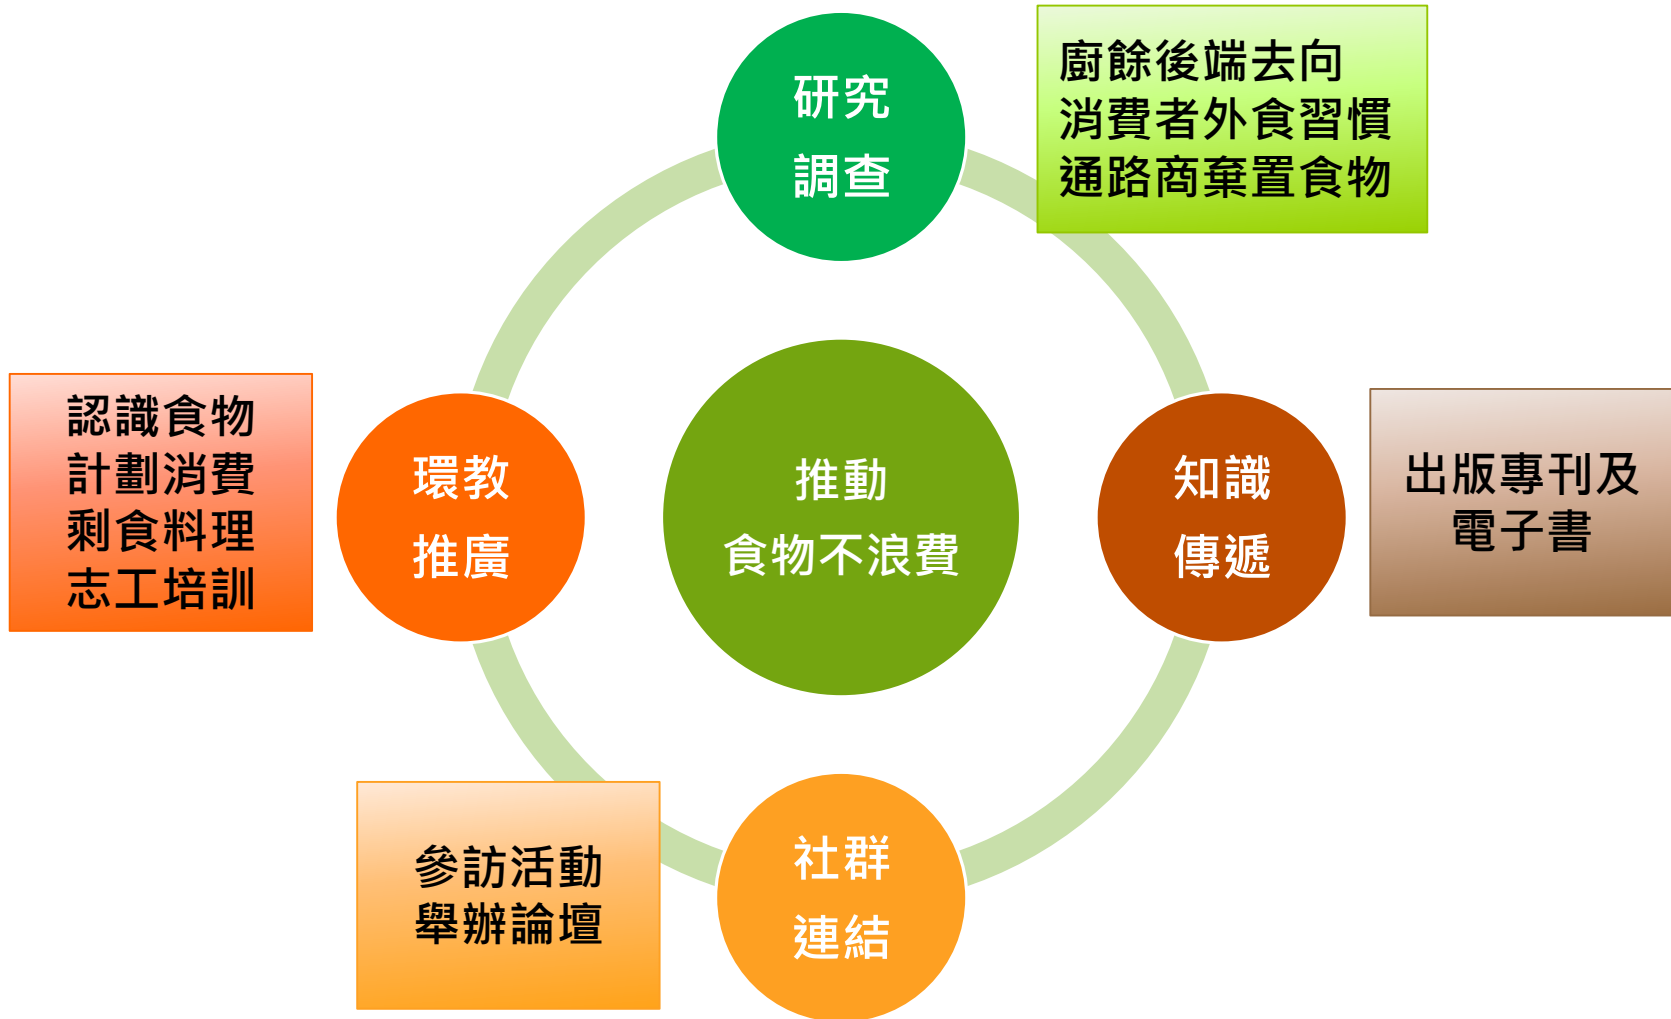 研究
調查
廚餘後端去向
消費者外食習慣
通路商棄置食物
認識食物
計劃消費
剩食料理
志工培訓
環教
推廣
推動
食物不浪費
知識
傳遞
出版專刊及
電子書
參訪活動
舉辦論壇
社群
連結